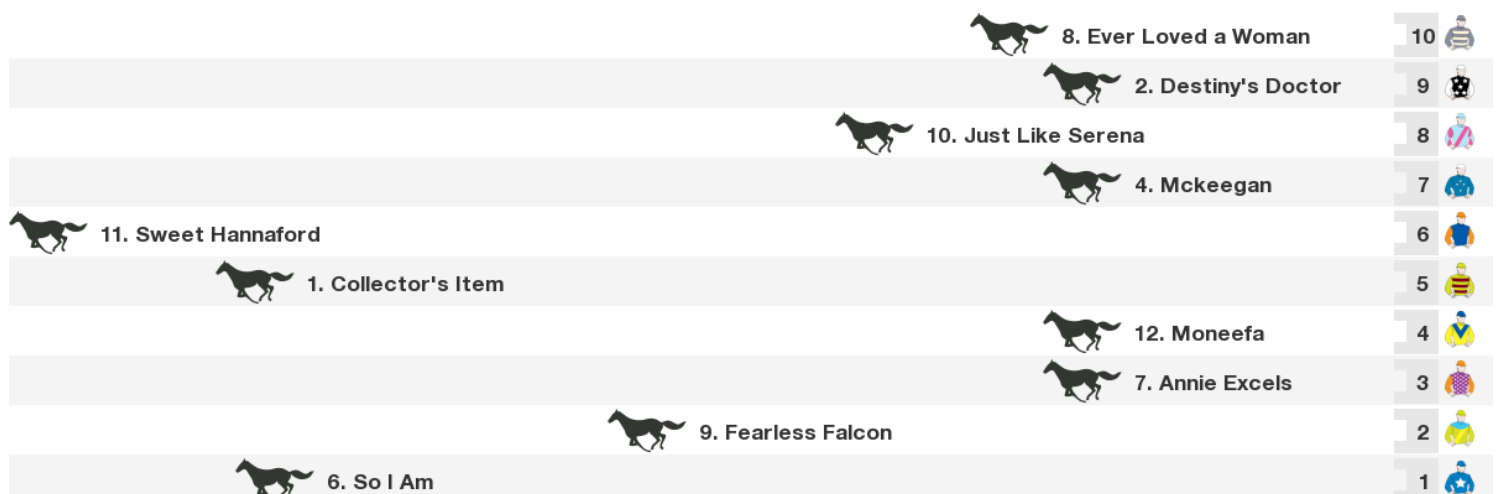 8. Ever Loved a Woman 10
2. Destiny's Doctor 9
10. Just Like Serena 8
4. Mckeegan 7
11. Sweet Hannaford 6
1. Collector's Item 5
12. Moneefa 4
7. Annie Excels 3
9. Fearless Falcon 2
6. So I Am 1